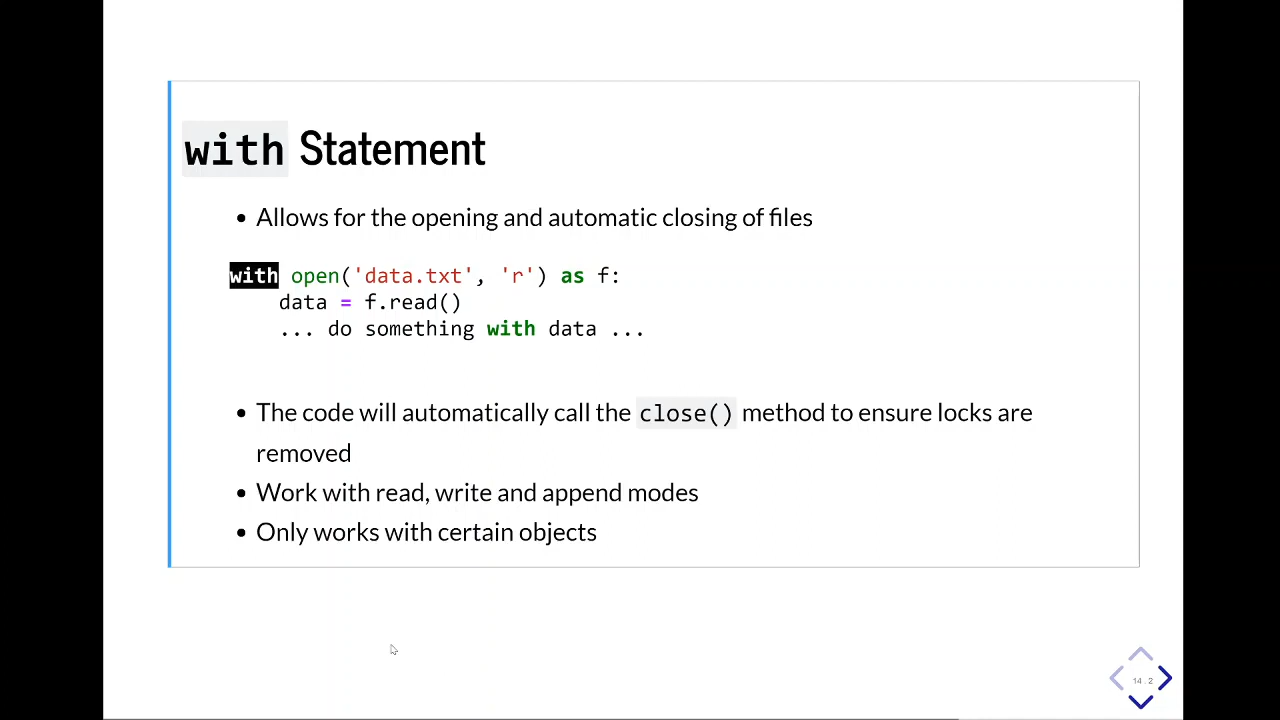 with Statement
• Allows for the opening and automatic closing of files
with open('data.txt', 'r') as f:
    data = f.read()
    ... do something with data ...
• The code will automatically call the close() method to ensure locks are
removed
• Work with read, write and append modes
• Only works with certain objects
14.2